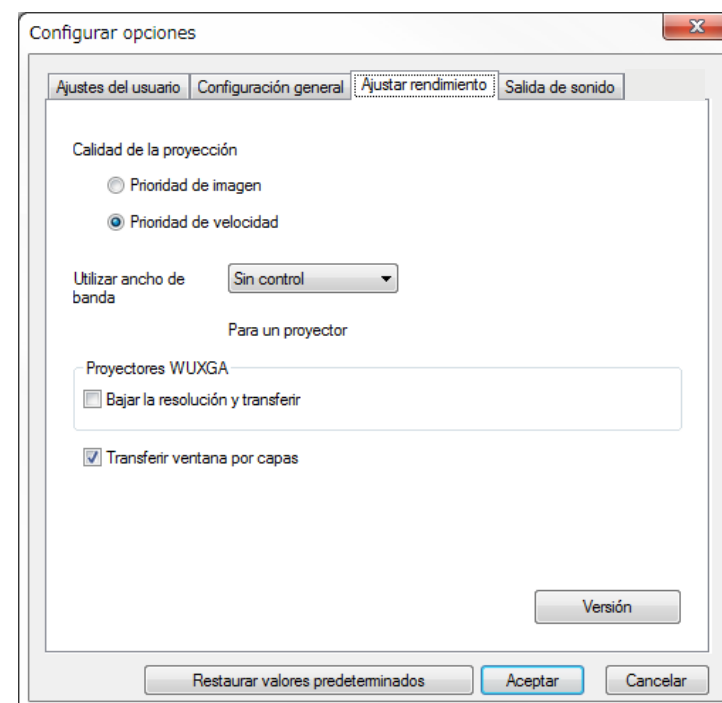 Configurar opciones
Ajustes del usuario Configuración general Ajustar rendimiento Salida de sonido
Calidad de la proyección
Prioridad de imagen
Prioridad de velocidad
Utilizar ancho de banda
Sin control
Para un proyector
Proyectores WUXGA
Bajar la resolución y transferir
Transferir ventana por capas
Versión
Restaurar valores predeterminados Aceptar Cancelar